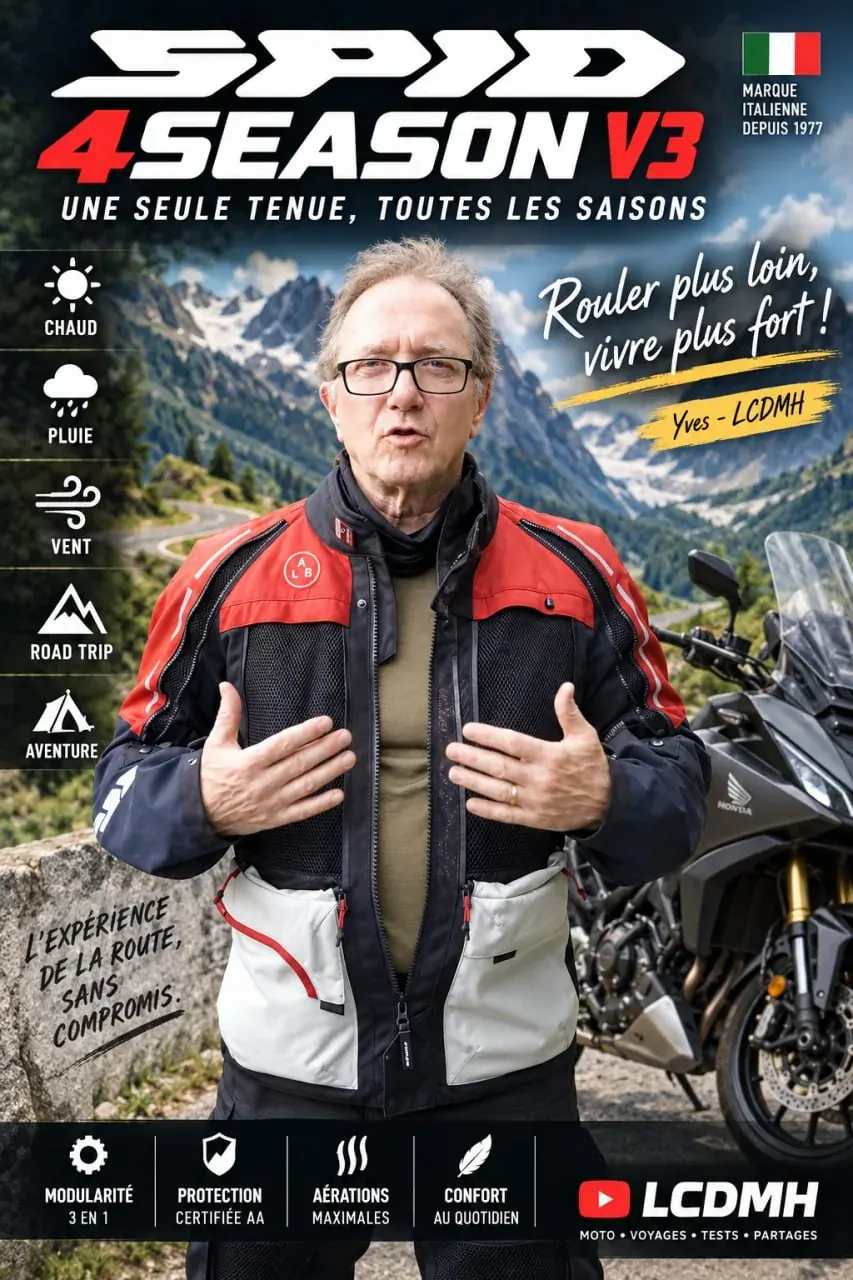 SPID
4SEASON V3
UNE SEULE TENUE, TOUTES LES SAISONS
MARQUE
ITALIENNE
DEPUIS 1977
CHAUD
PLUIE
VENT
ROAD TRIP
AVENTURE
Rouler plus loin,
vivre plus fort !
Yves - LCDMH
A
L B
HONDA
L'EXPÉRIENCE
DE LA ROUTE,
SANS
COMPROMIS.
MODULARITÉ
3 EN 1
PROTECTION
CERTIFIÉE AA
AÉRATIONS
MAXIMALES
CONFORT
AU QUOTIDIEN
LCDMH
MOTO • VOYAGES • TESTS • PARTAGES